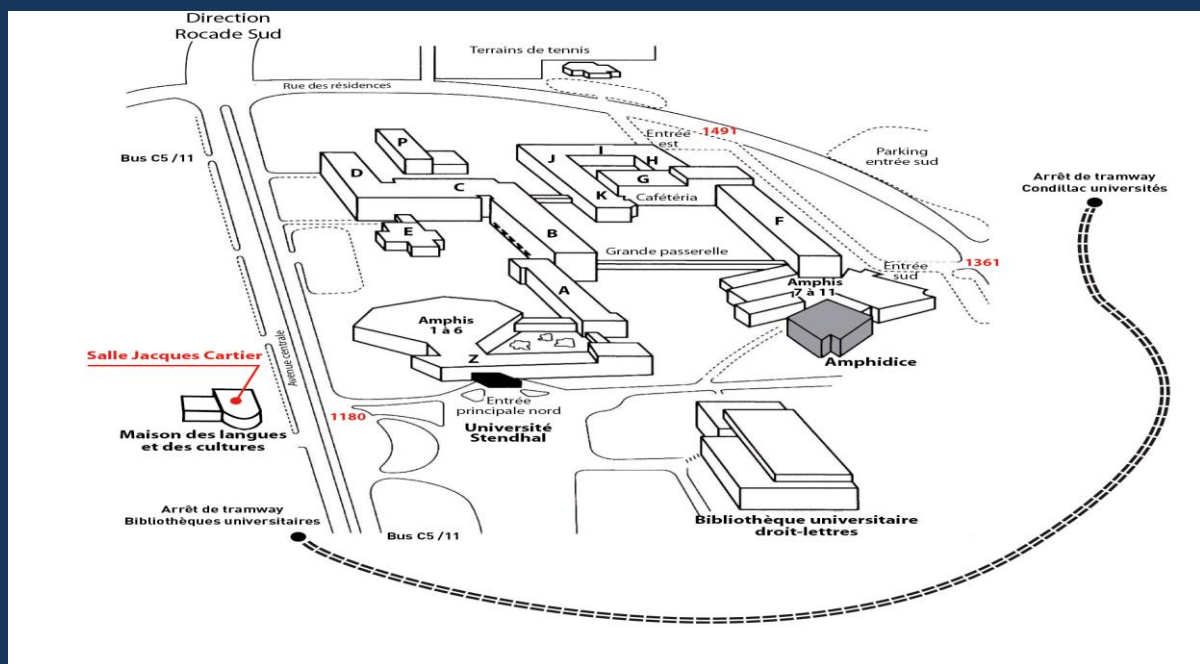 Direction
Rocade Sud
Terrains de tennis
Rue des résidences
Bus C5 /11
P
D
C
E
B
A
J
I
H
G
K
Cafétéria
F
Entrée
est
1491
Parking
entrée sud
Arrêt de tramway
Condillac universités
Grande passerelle
Entrée
sud
1361
Amphis
7 à 11
Amphidice
Amphis
1 à 6
Z
Avenue centrale
Salle Jacques Cartier
Maison des langues
et des cultures
1180
Entrée
principale nord
Université
Stendhal
Arrêt de tramway
Bibliothèques universitaires
Bus C5 /11
Bibliothèque universitaire
droit-lettres